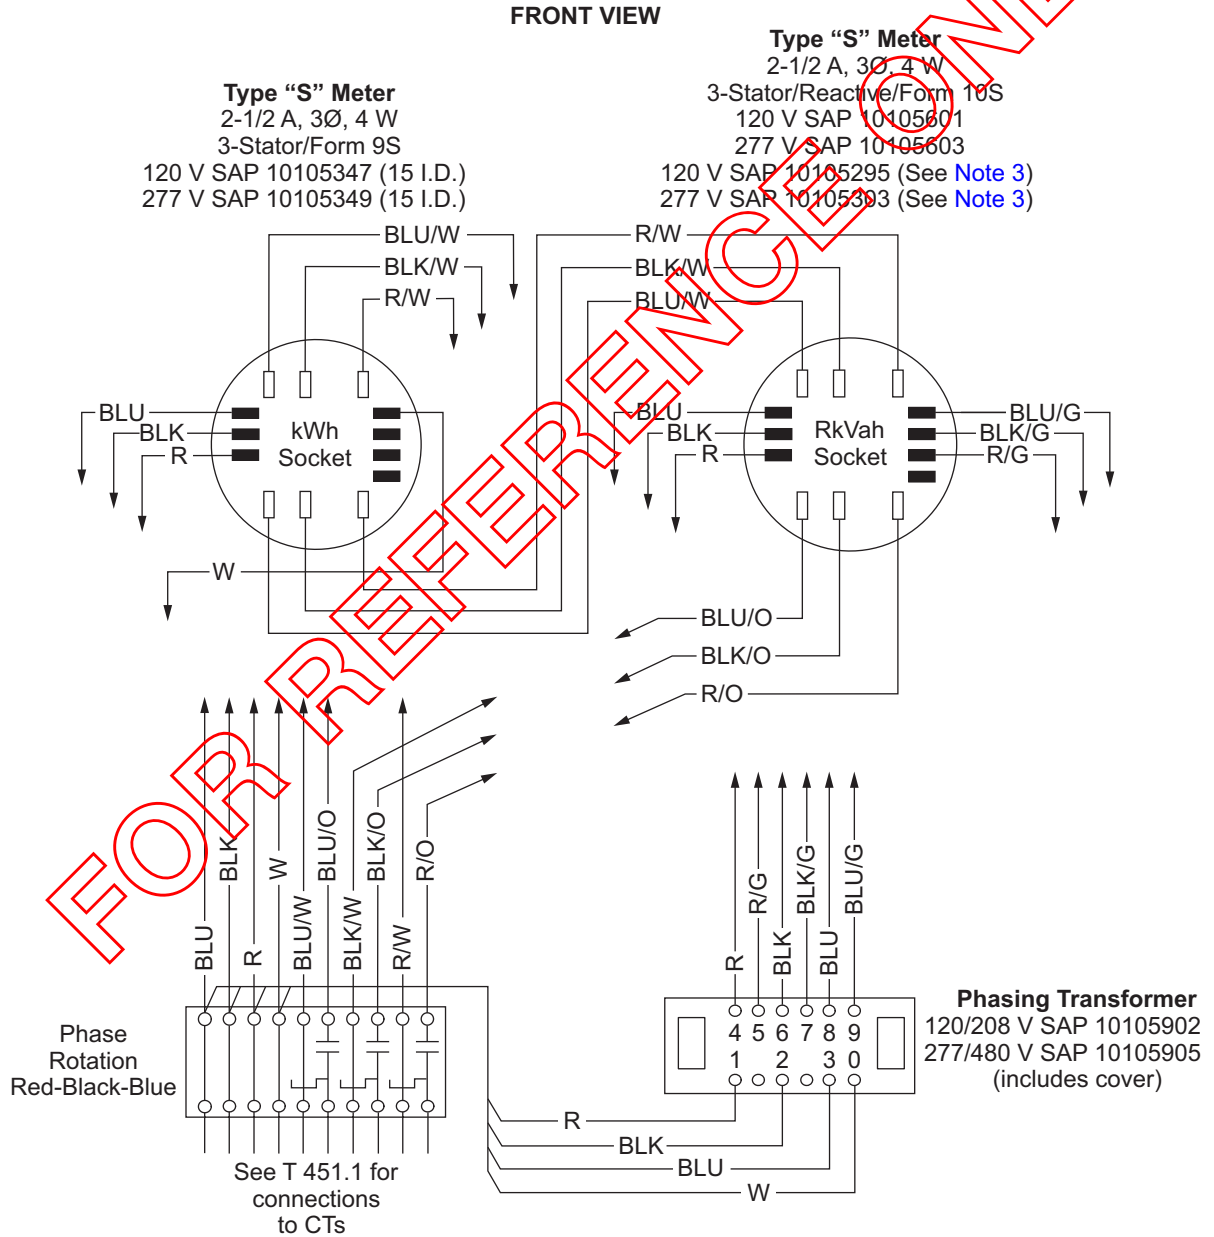 FRONT VIEW
Type “S” Meter
2-1/2 A, 3Ø, 4 W
3-Stator/Form 9S
120 V SAP 10105347 (15 I.D.)
277 V SAP 10105349 (15 I.D.)
Type “S” Meter
2-1/2 A, 3Ø, 4 W
3-Stator/Reactive/Form 10S
120 V SAP 10105601
277 V SAP 10105603
120 V SAP 10105295 (See Note 3)
277 V SAP 10105303 (See Note 3)
BLU/W
BLK/W
R/W
R/W
BLK/W
BLU/W
BLU
BLK
R
kWh
Socket
BLU
BLK
R
RkVah
Socket
BLU/G
BLK/G
R/G
W
BLU/O
BLK/O
R/O
BLU
BLK
R
W
BLU/W
BLU/O
BLK/W
BLK/O
R/W
R/O
R
R/G
BLK
BLK/G
BLU
BLU/G
Phase
Rotation
Red-Black-Blue
4 5 6 7 8 9
1 2 3 0
Phasing Transformer
120/208 V SAP 10105902
277/480 V SAP 10105905
(includes cover)
R
BLK
BLU
W
See T 451.1 for
connections
to CTs
FOR REFERENCE ONE